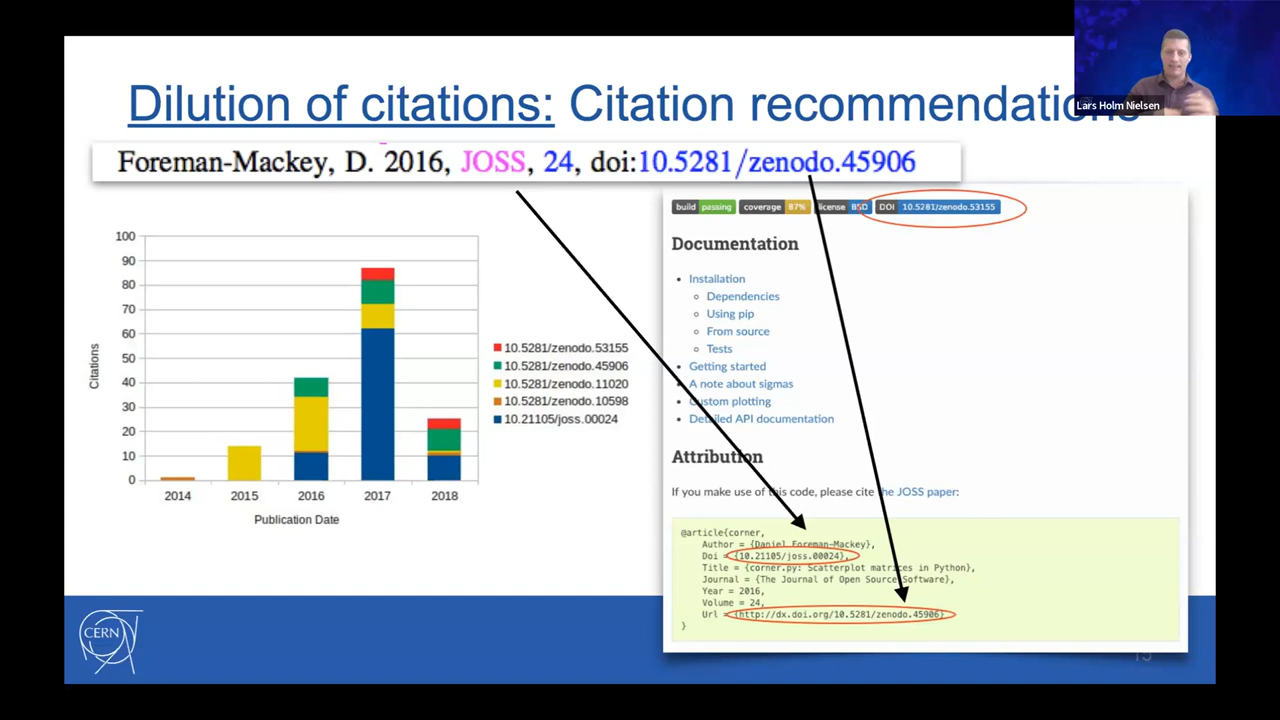 Dilution of citations: Citation recommendations
Lars Holm Nielsen
Foreman-Mackey, D. 2016, JOSS, 24, doi:10.5281/zenodo.45906
100
90
80
70
60
50
40
30
20
10
0
Citations
2014 2015 2016 2017 2018
Publication Date
10.5281/zenodo.53155
10.5281/zenodo.45906
10.5281/zenodo.11020
10.5281/zenodo.10598
10.21105/joss.00024
build passing coverage 87% license BSD DOI 10.5281/zenodo.53155
Documentation
Installation
Dependencies
Using pip
From source
Tests
Getting started
A note about sigmas
Custom plotting
Detailed API documentation
Attribution
If you make use of this code, please cite the JOSS paper:
@article{corner,
Author = {Daniel Foreman-Mackey},
Doi = {10.21105/joss.00024},
Title = {corner.py: Scatterplot matrices in Python},
Journal = {The Journal of Open Source Software},
Year = 2016,
Volume = 24,
Url = {http://dx.doi.org/10.5281/zenodo.45906}
}
CERN
15